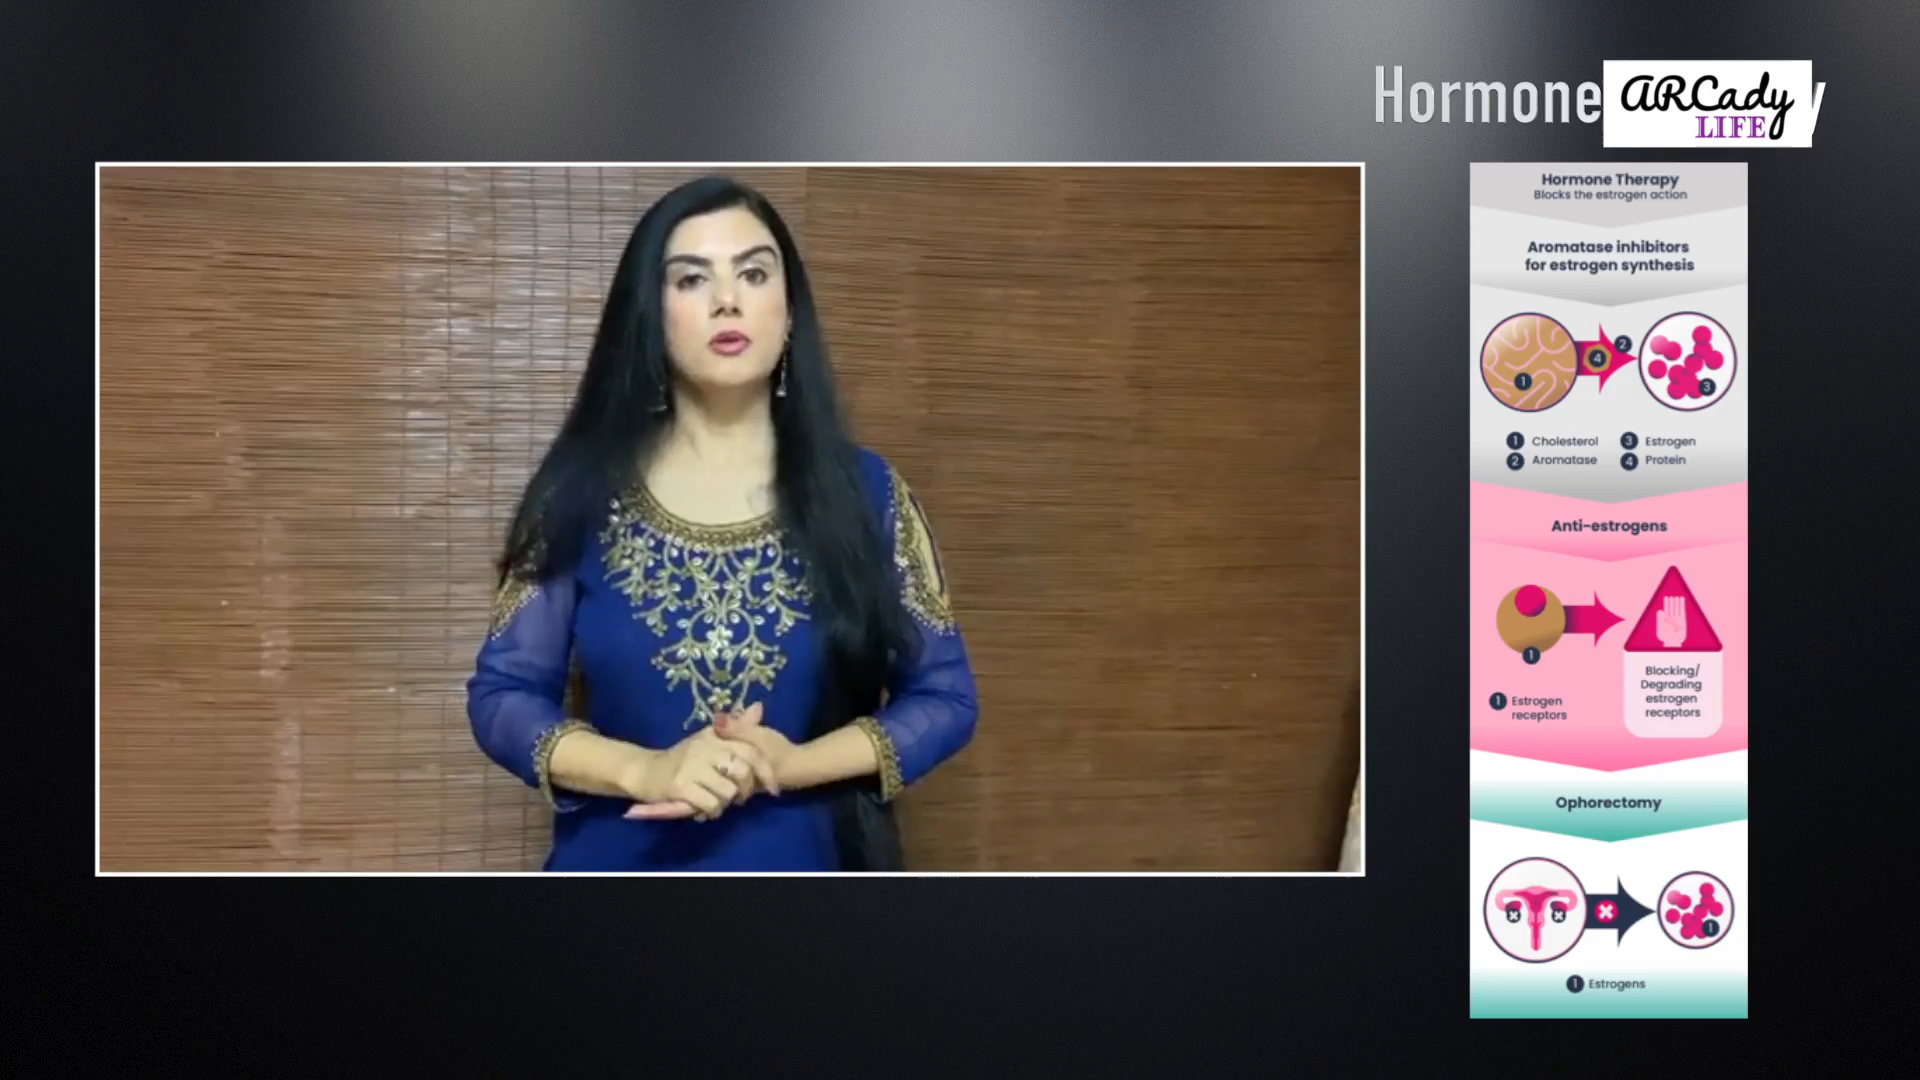 Hormone
ARCady
LIFE
y
Hormone Therapy
Blocks the estrogen action
Aromatase inhibitors
for estrogen synthesis
1
4
2
3
1 Cholesterol
3 Estrogen
2 Aromatase
4 Protein
Anti-estrogens
1
1 Estrogen
receptors
Blocking/
Degrading
estrogen
receptors
Ophorectomy
1
1 Estrogens